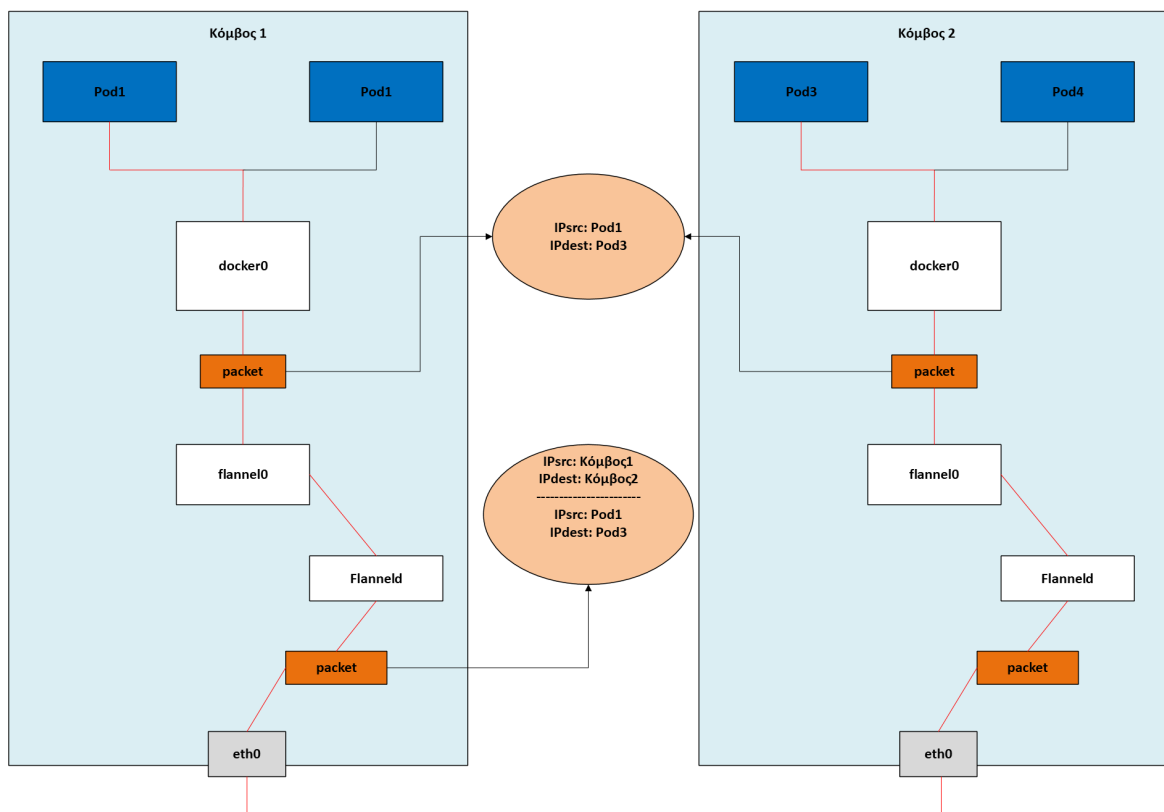 Κόμβος 1
Pod1
Pod1
docker0
packet
flannel0
Flanneld
packet
eth0
IPsrc: Pod1
IPdest: Pod3
IPsrc: Κόμβος1
IPdest: Κόμβος2
-----------------------
IPsrc: Pod1
IPdest: Pod3
Κόμβος 2
Pod3
Pod4
docker0
packet
flannel0
Flanneld
packet
eth0